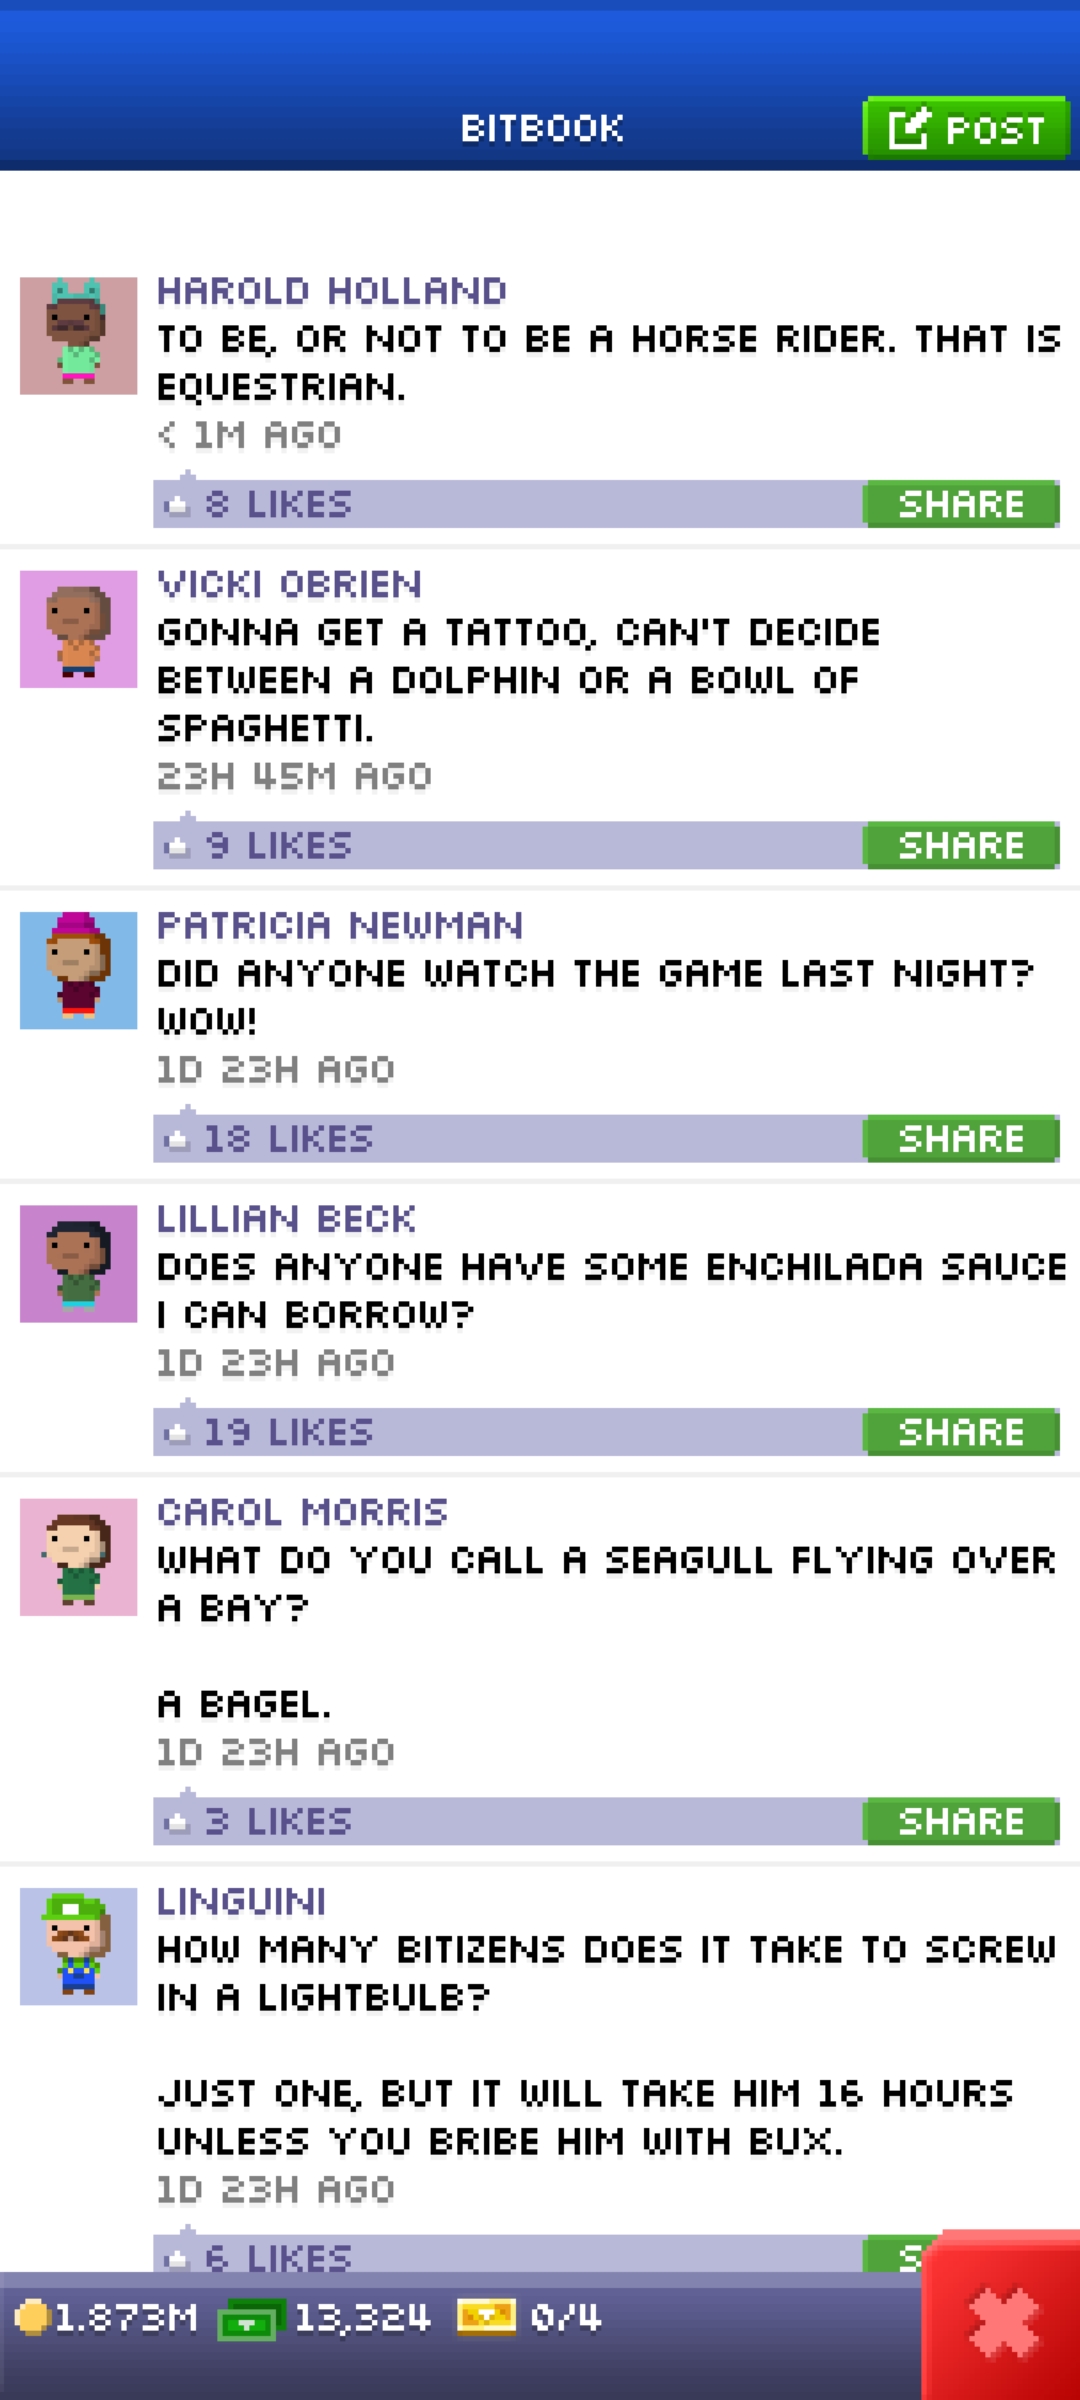 BITBOOK
POST
HAROLD HOLLAND
TO BE, OR NOT TO BE A HORSE RIDER. THAT IS
EQUESTRIAN.
< 1M AGO
8 LIKES
SHARE
VICKI OBRIEN
GONNA GET A TATTOO, CAN'T DECIDE
BETWEEN A DOLPHIN OR A BOWL OF
SPAGHETTI.
23H 45M AGO
9 LIKES
SHARE
PATRICIA NEWMAN
DID ANYONE WATCH THE GAME LAST NIGHT?
WOW!
1D 23H AGO
18 LIKES
SHARE
LILLIAN BECK
DOES ANYONE HAVE SOME ENCHILADA SAUCE
I CAN BORROW?
1D 23H AGO
19 LIKES
SHARE
CAROL MORRIS
WHAT DO YOU CALL A SEAGULL FLYING OVER
A BAY?
A BAGEL.
1D 23H AGO
3 LIKES
SHARE
LINGUINI
HOW MANY BITIZENS DOES IT TAKE TO SCREW
IN A LIGHTBULB?
JUST ONE, BUT IT WILL TAKE HIM 16 HOURS
UNLESS YOU BRIBE HIM WITH BUX.
1D 23H AGO
6 LIKES
1.873M 13,324 0/4